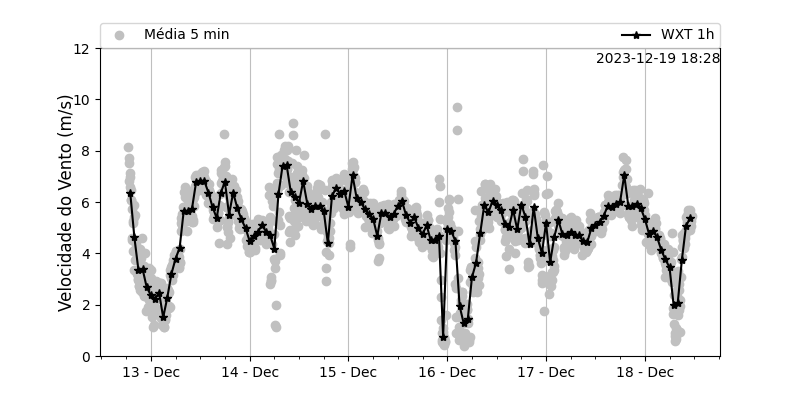 Média 5 min
WXT 1h
2023-12-19 18:28
Velocidade do Vento (m/s)
12
10
8
6
4
2
0
13 - Dec
14 - Dec
15 - Dec
16 - Dec
17 - Dec
18 - Dec